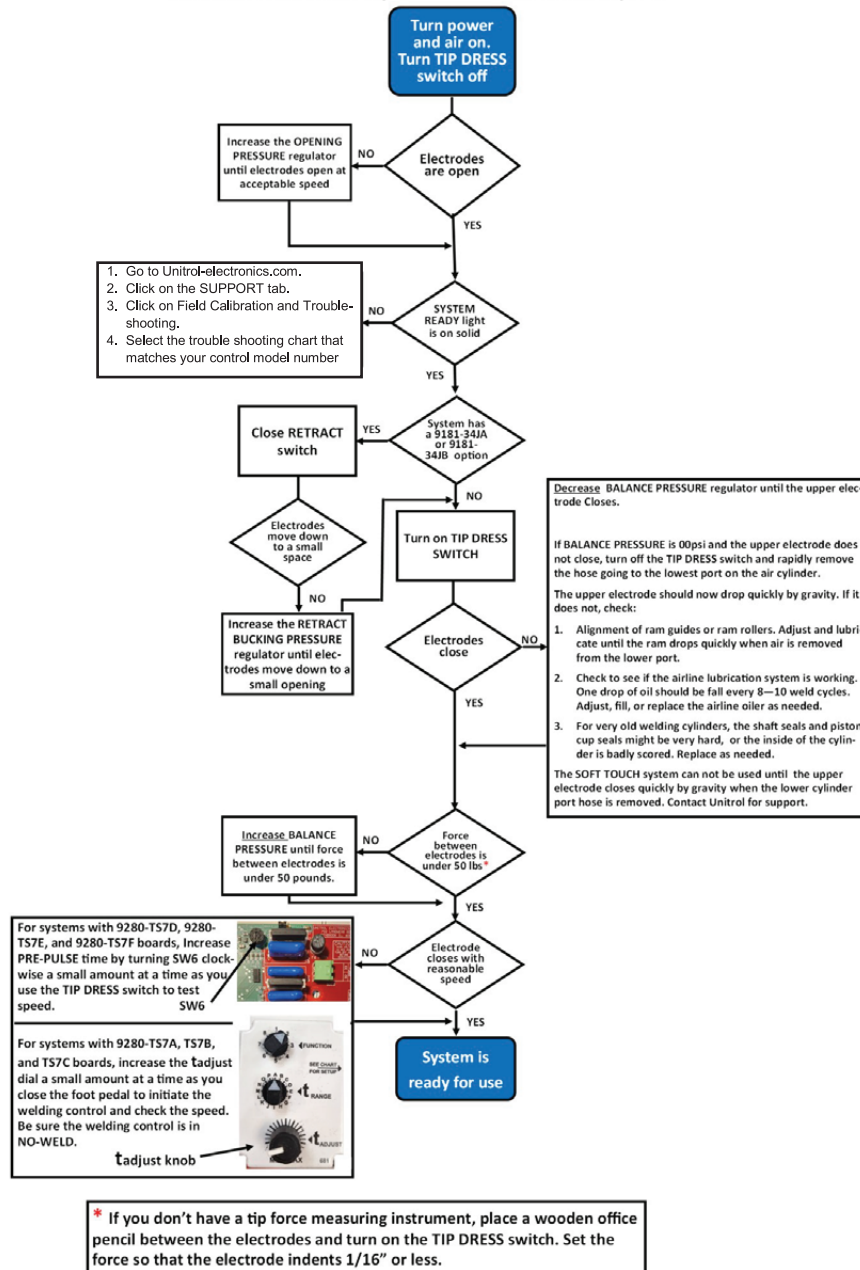 Turn power
and air on.
Turn TIP DRESS
switch off
Increase the OPENING
PRESSURE regulator
until electrodes open at
acceptable speed
NO
Electrodes
are open
YES
1. Go to Unitrol-electronics.com.
2. Click on the SUPPORT tab.
3. Click on Field Calibration and Trouble-
shooting.
4. Select the trouble shooting chart that
matches your control model number
NO
SYSTEM
READY light
is on solid
YES
Close RETRACT
switch
YES
System has
a 9181-34JA
or 9181-
34JB option
NO
Electrodes
move down
to a small
space
NO
Increase the RETRACT
BUCKING PRESSURE
regulator until elec-
trodes move down to a
small opening
Turn on TIP DRESS
SWITCH
Electrodes
close
NO
YES
Decrease BALANCE PRESSURE regulator until the upper elec-
trode Closes.
If BALANCE PRESSURE is 00psi and the upper electrode does
not close, turn off the TIP DRESS switch and rapidly remove
the hose going to the lowest port on the air cylinder.
The upper electrode should now drop quickly by gravity. If it
does not, check:
1. Alignment of ram guides or ram rollers. Adjust and lubri-
cate until the ram drops quickly when air is removed
from the lower port.
2. Check to see if the airline lubrication system is working.
One drop of oil should be fall every 8—10 weld cycles.
Adjust, fill, or replace the airline oiler as needed.
3. For very old welding cylinders, the shaft seals and piston
cup seals might be very hard, or the inside of the cylin-
der is badly scored. Replace as needed.
The SOFT TOUCH system can not be used until the upper
electrode closes quickly by gravity when the lower cylinder
port hose is removed. Contact Unitrol for support.
Increase BALANCE
PRESSURE until force
between electrodes is
under 50 pounds.
NO
Force
between
electrodes is
under 50 lbs*
YES
For systems with 9280-TS7D, 9280-
TS7E, and 9280-TS7F boards, Increase
PRE-PULSE time by turning SW6 clock-
wise a small amount at a time as you
use the TIP DRESS switch to test
speed.
SW6
NO
Electrode
closes with
reasonable
speed
YES
For systems with 9280-TS7A, TS7B,
and TS7C boards, increase the tadjust
dial a small amount at a time as you
close the foot pedal to initiate the
welding control and check the speed.
Be sure the welding control is in
NO-WELD.
tadjust knob
FUNCTION
SEE CHART
FOR SETUP
t RANGE
t ADJUST
System is
ready for use
* If you don't have a tip force measuring instrument, place a wooden office
pencil between the electrodes and turn on the TIP DRESS switch. Set the
force so that the electrode indents 1/16” or less.